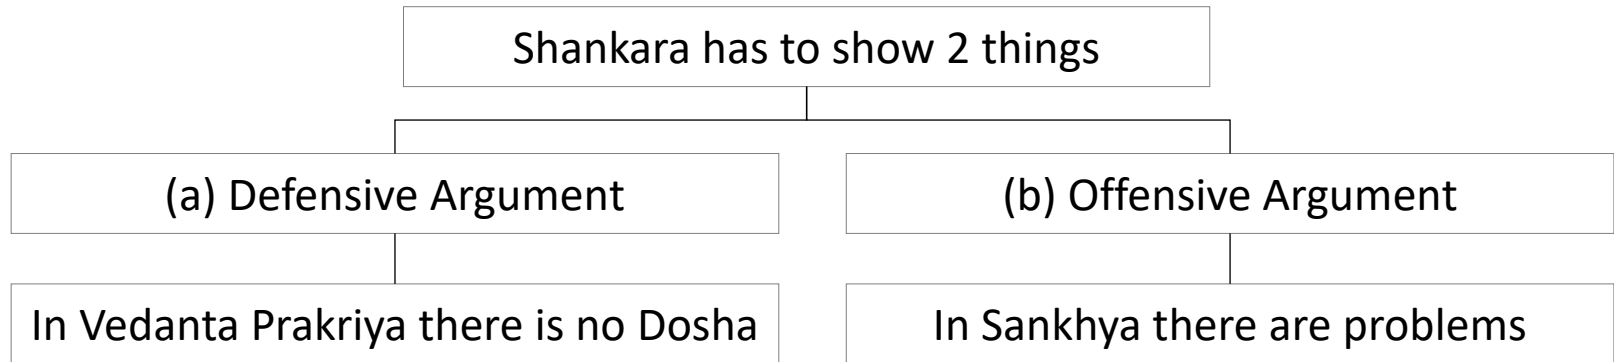 Shankara has to show 2 things
(a) Defensive Argument
(b) Offensive Argument
In Vedanta Prakriya there is no Dosha
In Sankhya there are problems